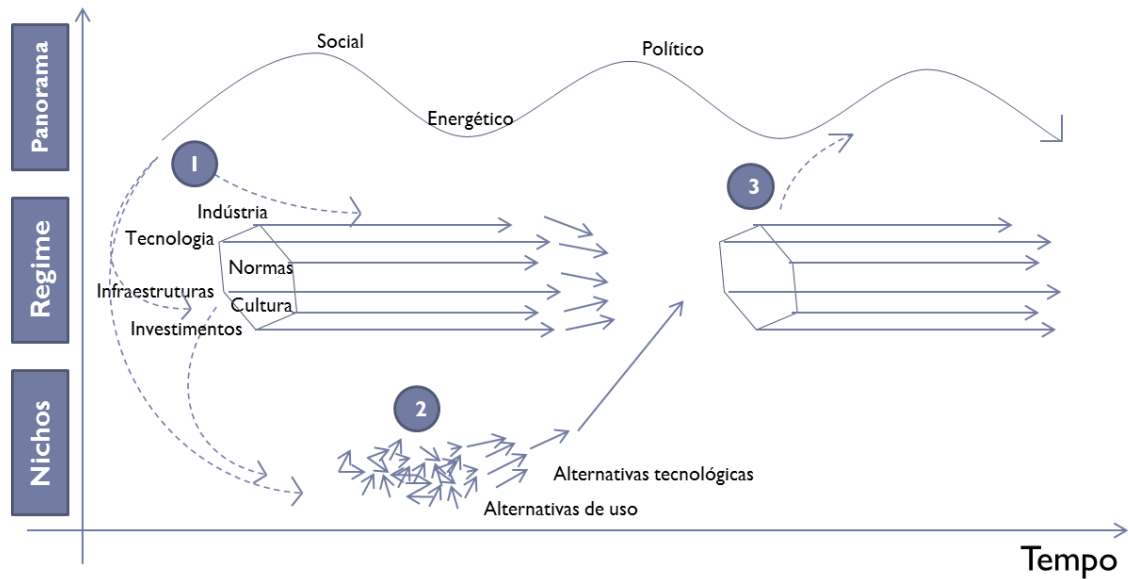 Panorama
Social
Político
Energético
1
3
Regime
Indústria
Tecnologia
Normas
Infraestruturas
Cultura
Investimentos
Nichos
2
Alternativas tecnológicas
Alternativas de uso
Tempo